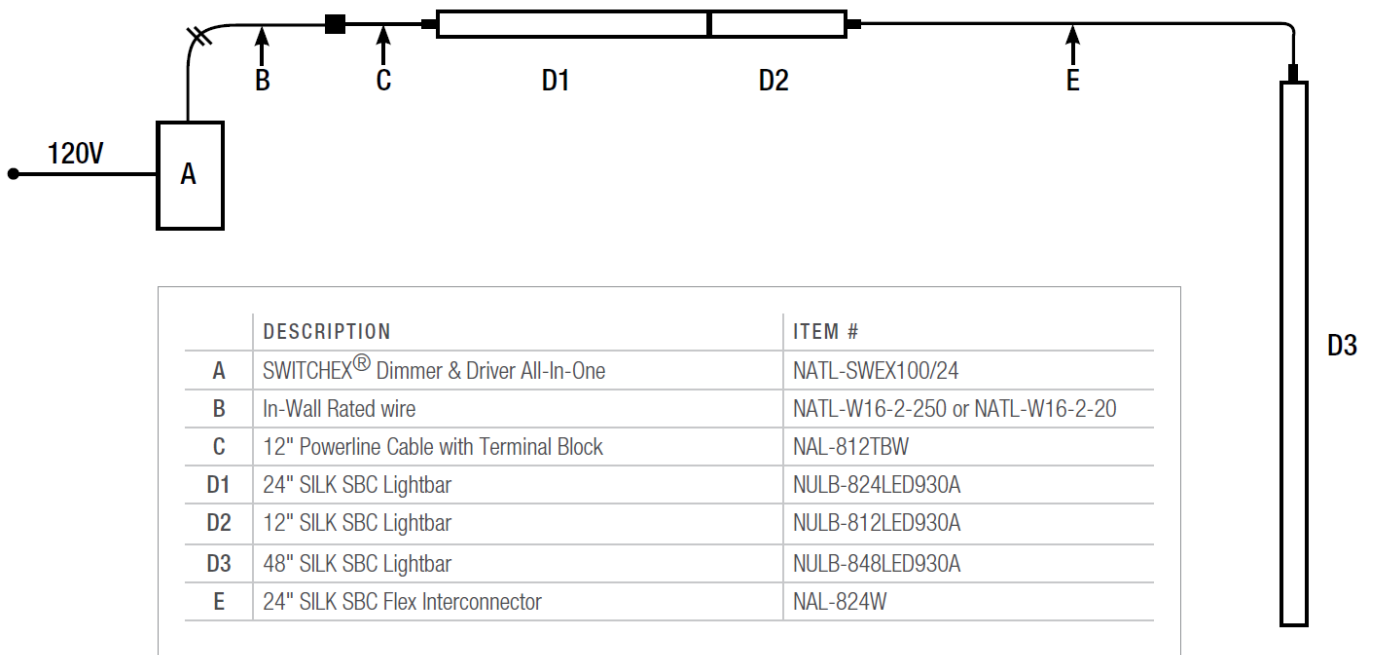 B
C
D1
D2
E
120V
A
D3
DESCRIPTION ITEM #
A SWITCHEX® Dimmer & Driver All-In-One NATL-SWEX100/24
B In-Wall Rated wire NATL-W16-2-250 or NATL-W16-2-20
C 12" Powerline Cable with Terminal Block NAL-812TBW
D1 24" SILK SBC Lightbar NULB-824LED930A
D2 12" SILK SBC Lightbar NULB-812LED930A
D3 48" SILK SBC Lightbar NULB-848LED930A
E 24" SILK SBC Flex Interconnector NAL-824W